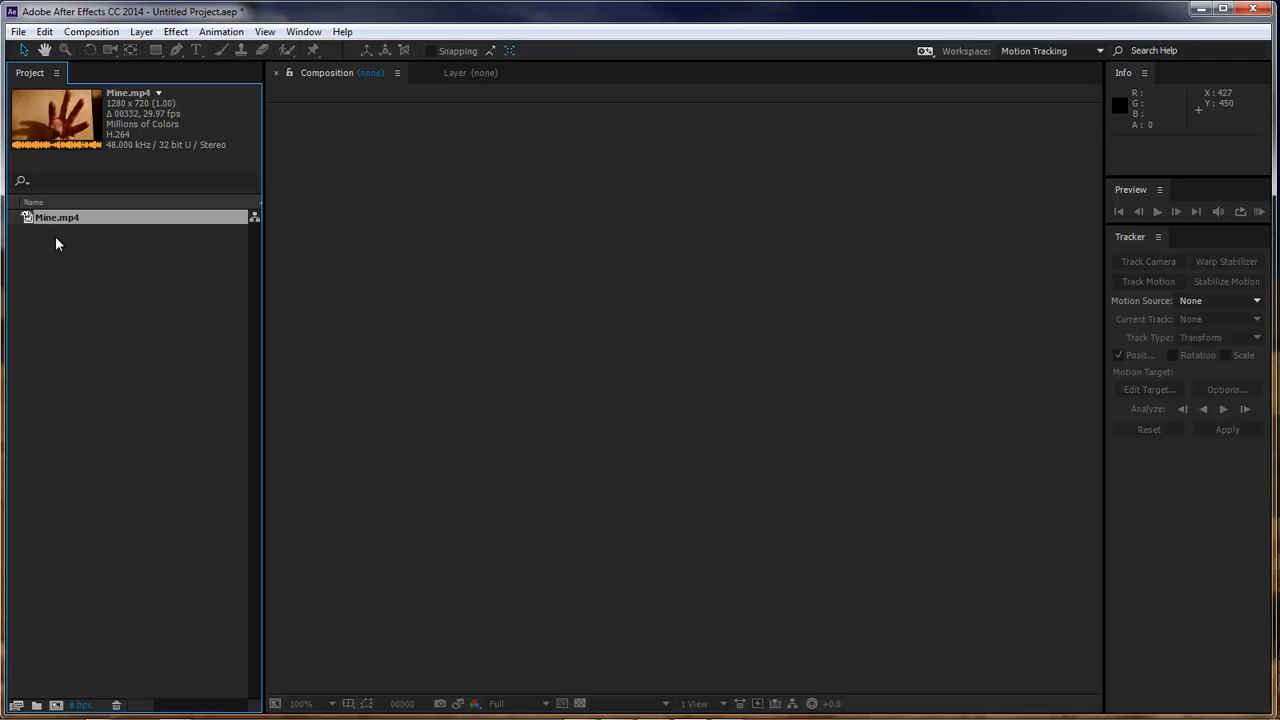 Adobe After Effects CC 2014 - Untitled Project.aep *
File Edit Composition Layer Effect Animation View Window Help
Snapping
Workspace: Motion Tracking
Search Help
Project
Mine.mp4
1280 x 720 (1.00)
Δ 00332, 29.97 fps
Millions of Colors
H.264
48.000 kHz / 32 bit U / Stereo
Name
Mine.mp4
8 bpc
Composition (none)
Layer (none)
100%
00000
Full
1 View
+0.0
Info
R :
G :
B :
A : 0
X : 427
Y : 450
Preview
Tracker
Track Camera Warp Stabilizer
Track Motion Stabilize Motion
Motion Source: None
Current Track: None
Track Type: Transform
Posit... Rotation Scale
Motion Target:
Edit Target... Options...
Analyze:
Reset Apply